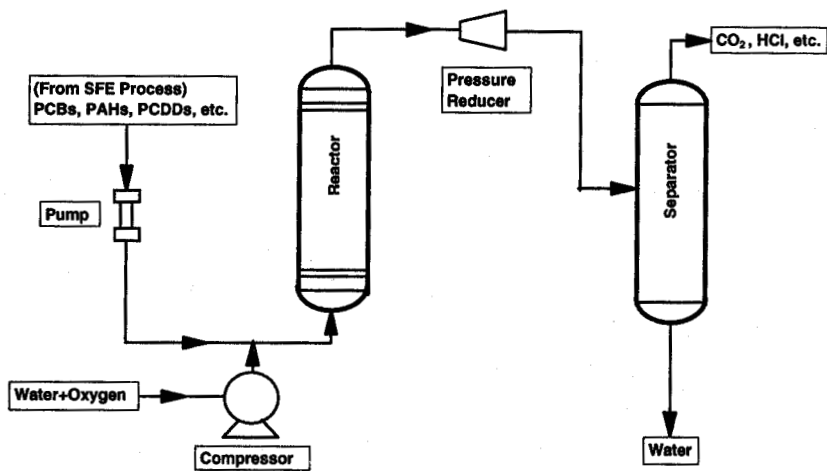 (From SFE Process)
PCBs, PAHs, PCDDs, etc.
Pump
Water+Oxygen
Compressor
Reactor
Pressure
Reducer
Separator
CO₂, HCl, etc.
Water